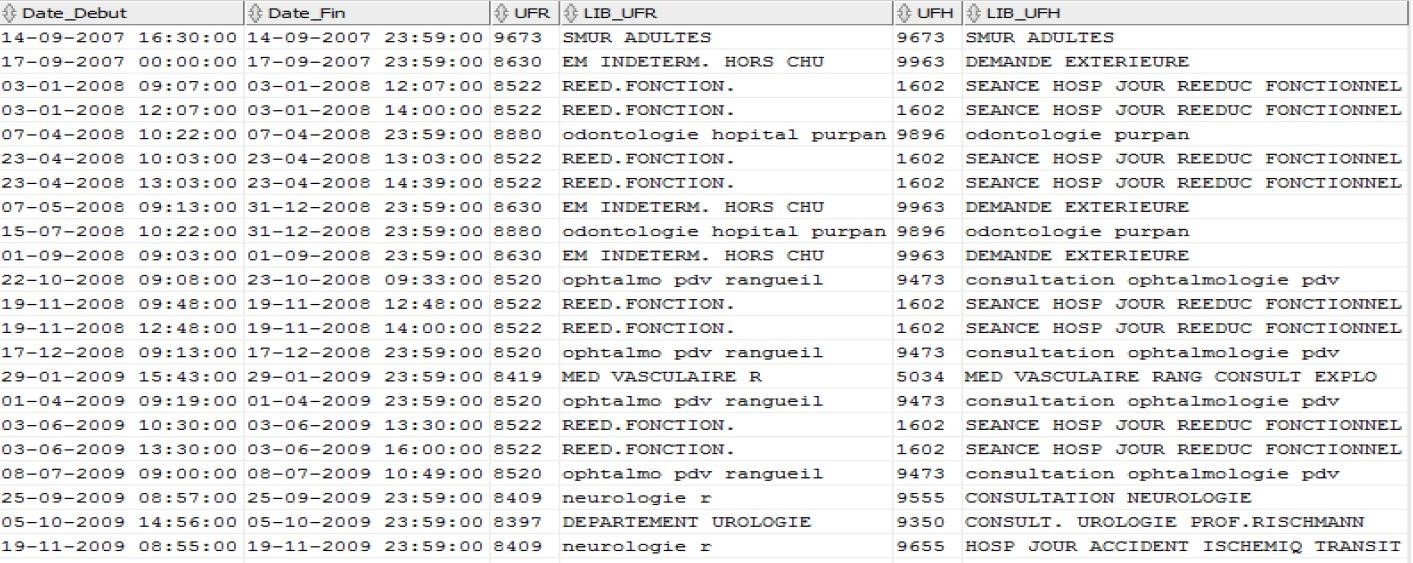 Date_Debut Date_Fin UFR LIB_UFR UFH LIB_UFH
14-09-2007 16:30:00 14-09-2007 23:59:00 9673 SMUR ADULTES 9673 SMUR ADULTES
17-09-2007 00:00:00 17-09-2007 23:59:00 8630 EM INDETERM. HORS CHU 9963 DEMANDE EXTERIEURE
03-01-2008 09:07:00 03-01-2008 12:07:00 8522 REED.FONCTION. 1602 SEANCE HOSP JOUR REEDUC FONCTIONNEL
03-01-2008 12:07:00 03-01-2008 14:00:00 8522 REED.FONCTION. 1602 SEANCE HOSP JOUR REEDUC FONCTIONNEL
07-04-2008 10:22:00 07-04-2008 23:59:00 8880 odontologie hopital purpan 9896 odontologie purpan
23-04-2008 10:03:00 23-04-2008 13:03:00 8522 REED.FONCTION. 1602 SEANCE HOSP JOUR REEDUC FONCTIONNEL
23-04-2008 13:03:00 23-04-2008 14:39:00 8522 REED.FONCTION. 1602 SEANCE HOSP JOUR REEDUC FONCTIONNEL
07-05-2008 09:13:00 31-12-2008 23:59:00 8630 EM INDETERM. HORS CHU 9963 DEMANDE EXTERIEURE
15-07-2008 10:22:00 31-12-2008 23:59:00 8880 odontologie hopital purpan 9896 odontologie purpan
01-09-2008 09:03:00 01-09-2008 23:59:00 8630 EM INDETERM. HORS CHU 9963 DEMANDE EXTERIEURE
22-10-2008 09:08:00 23-10-2008 09:33:00 8520 ophtalmo pdv rangueil 9473 consultation ophtalmologie pdv
19-11-2008 09:48:00 19-11-2008 12:48:00 8522 REED.FONCTION. 1602 SEANCE HOSP JOUR REEDUC FONCTIONNEL
19-11-2008 12:48:00 19-11-2008 14:00:00 8522 REED.FONCTION. 1602 SEANCE HOSP JOUR REEDUC FONCTIONNEL
17-12-2008 09:13:00 17-12-2008 23:59:00 8520 ophtalmo pdv rangueil 9473 consultation ophtalmologie pdv
29-01-2009 15:43:00 29-01-2009 23:59:00 8419 MED VASCULAIRE R 5034 MED VASCULAIRE RANG CONSULT EXPLO
01-04-2009 09:19:00 01-04-2009 23:59:00 8520 ophtalmo pdv rangueil 9473 consultation ophtalmologie pdv
03-06-2009 10:30:00 03-06-2009 13:30:00 8522 REED.FONCTION. 1602 SEANCE HOSP JOUR REEDUC FONCTIONNEL
03-06-2009 13:30:00 03-06-2009 16:00:00 8522 REED.FONCTION. 1602 SEANCE HOSP JOUR REEDUC FONCTIONNEL
08-07-2009 09:00:00 08-07-2009 10:49:00 8520 ophtalmo pdv rangueil 9473 consultation ophtalmologie pdv
25-09-2009 08:57:00 25-09-2009 23:59:00 8409 neurologie r 9555 CONSULTATION NEUROLOGIE
05-10-2009 14:56:00 05-10-2009 23:59:00 8397 DEPARTEMENT UROLOGIE 9350 CONSULT. UROLOGIE PROF.RISCHMANN
19-11-2009 08:55:00 19-11-2009 23:59:00 8409 neurologie r 9655 HOSP JOUR ACCIDENT ISCHEMIQ TRANSIT